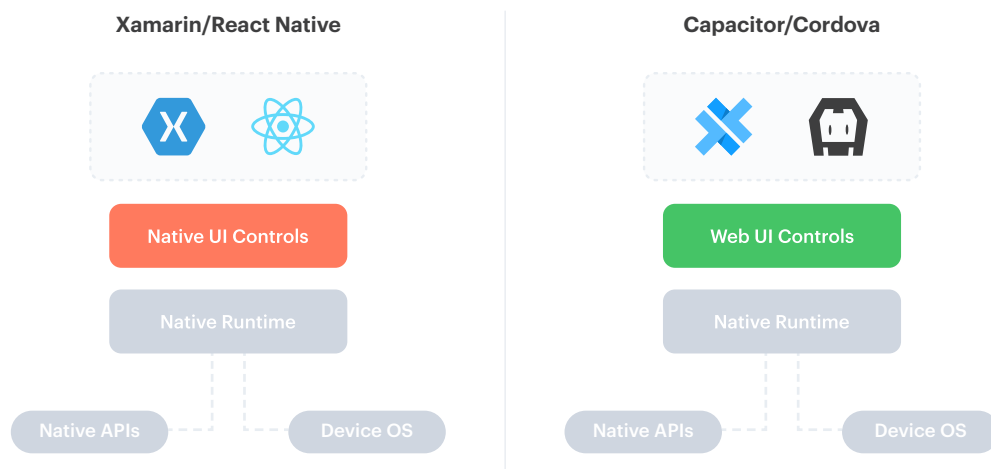 Xamarin/React Native
Native UI Controls
Native Runtime
Native APIs
Device OS
Capacitor/Cordova
Web UI Controls
Native Runtime
Native APIs
Device OS